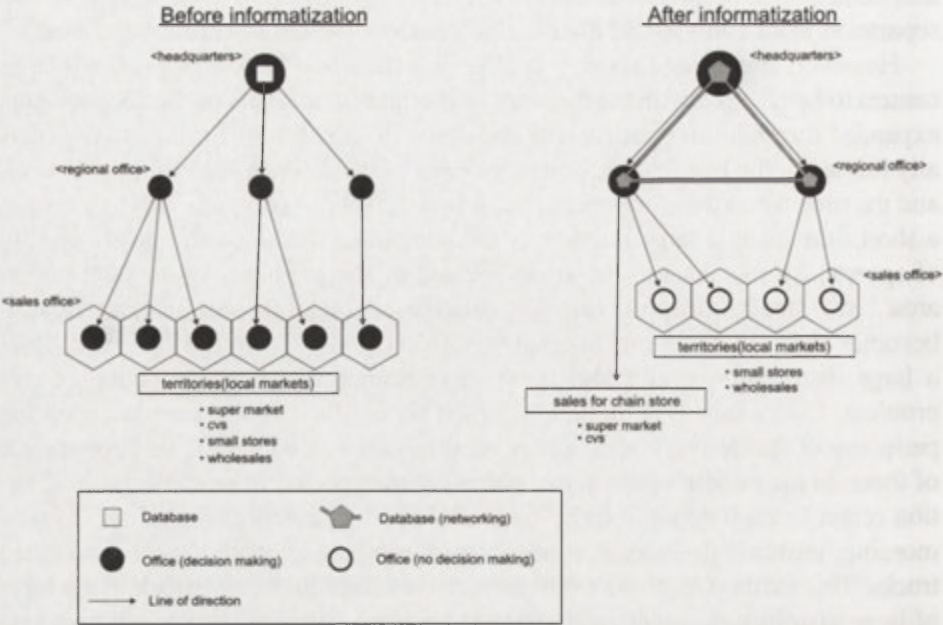 Before informatization
After informatization
<headquarters>
<headquarters>
<regional office>
<regional office>
<sales office>
<sales office>
territories(local markets)
• super market
• cvs
• small stores
• wholesales
territories(local markets)
• small stores
• wholesales
sales for chain store
• super market
• cvs
Database
Database (networking)
Office (decision making)
Office (no decision making)
Line of direction